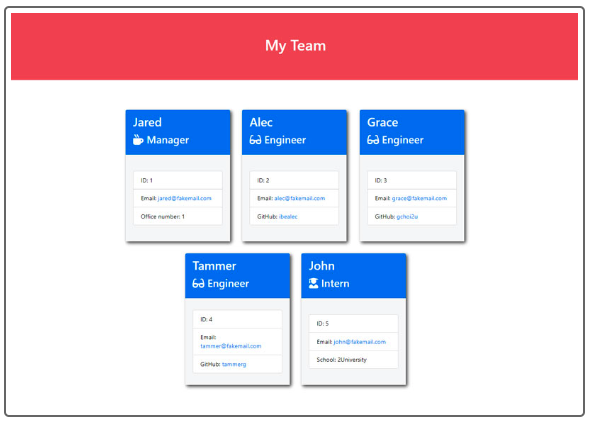 My Team
Jared
Manager
ID: 1
Email: jared@fakemail.com
Office number: 1
Alec
Engineer
ID: 2
Email: alec@fakemail.com
GitHub: ibealec
Grace
Engineer
ID: 3
Email: grace@fakemail.com
GitHub: gchoi2u
Tammer
Engineer
ID: 4
Email:
tammer@fakemail.com
GitHub: tammerg
John
Intern
ID: 5
Email: john@fakemail.com
School: 2University